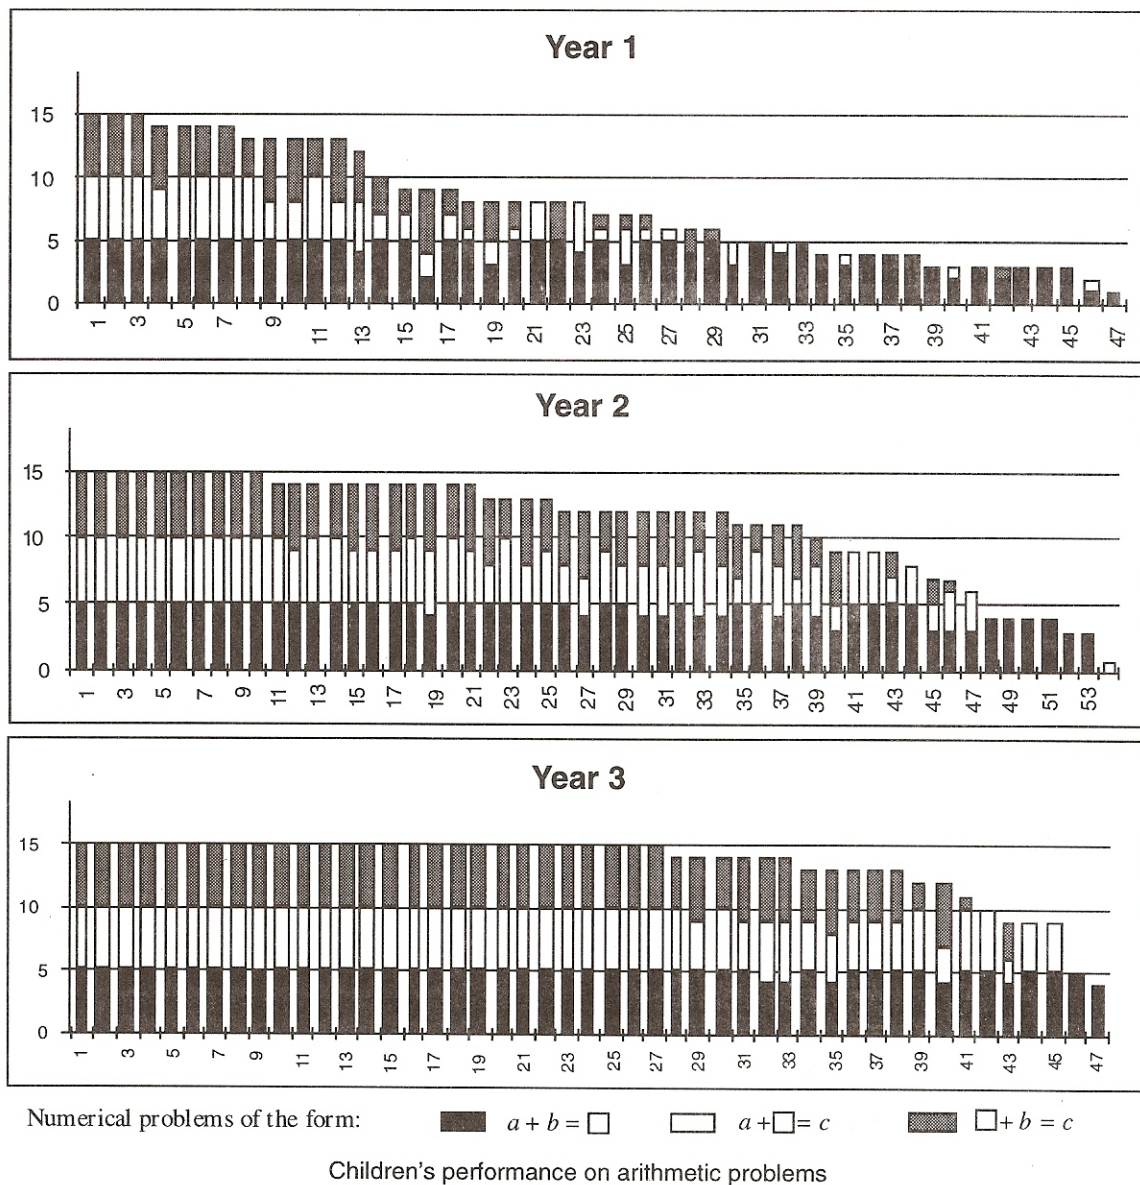 Year 1
15
10
5
0
1 3 5 7 9 11 13 15 17 19 21 23 25 27 29 31 33 35 37 39 41 43 45 47
Year 2
15
10
5
0
1 3 5 7 9 11 13 15 17 19 21 23 25 27 29 31 33 35 37 39 41 43 45 47 49 51 53
Year 3
15
10
5
0
1 3 5 7 9 11 13 15 17 19 21 23 25 27 29 31 33 35 37 39 41 43 45 47
Numerical problems of the form: a + b = □ a + □ = c □ + b = c
Children's performance on arithmetic problems